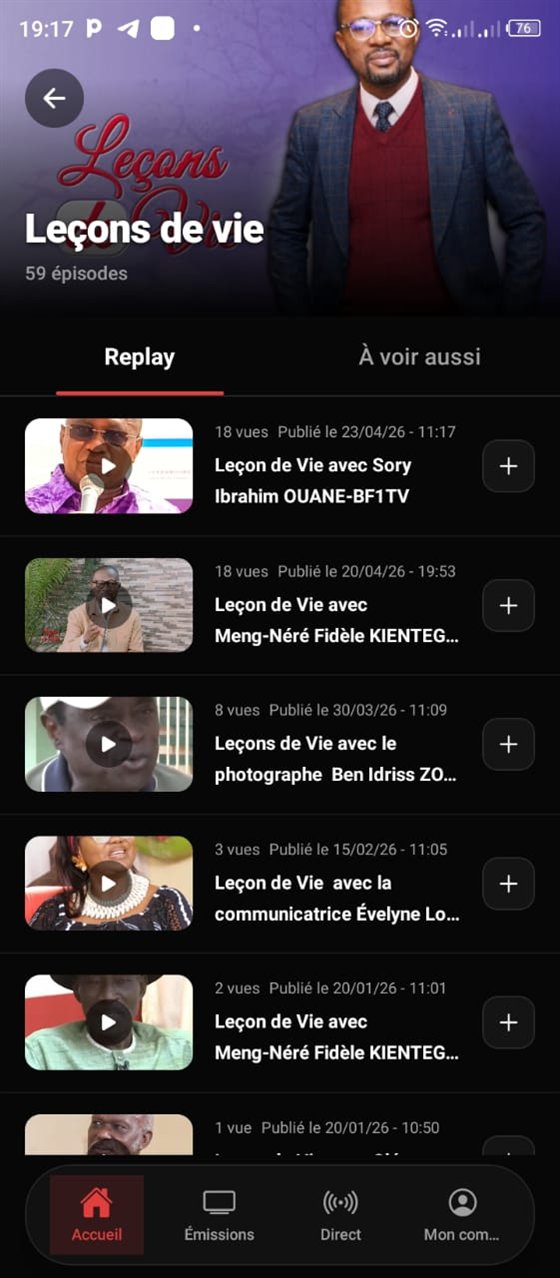 19:17
76
Leçons
de Vie
Leçons de vie
59 épisodes
Replay
À voir aussi
18 vues Publié le 23/04/26 - 11:17
Leçon de Vie avec Sory
Ibrahim OUANE-BF1TV
18 vues Publié le 20/04/26 - 19:53
Leçon de Vie avec
Meng-Néré Fidèle KIENTEG...
8 vues Publié le 30/03/26 - 11:09
Leçons de Vie avec le
photographe Ben Idriss ZO...
3 vues Publié le 15/02/26 - 11:05
Leçon de Vie avec la
communicatrice Évelyne Lo...
2 vues Publié le 20/01/26 - 11:01
Leçon de Vie avec
Meng-Néré Fidèle KIENTEG...
1 vue Publié le 20/01/26 - 10:50
Accueil
Émissions
Direct
Mon com...